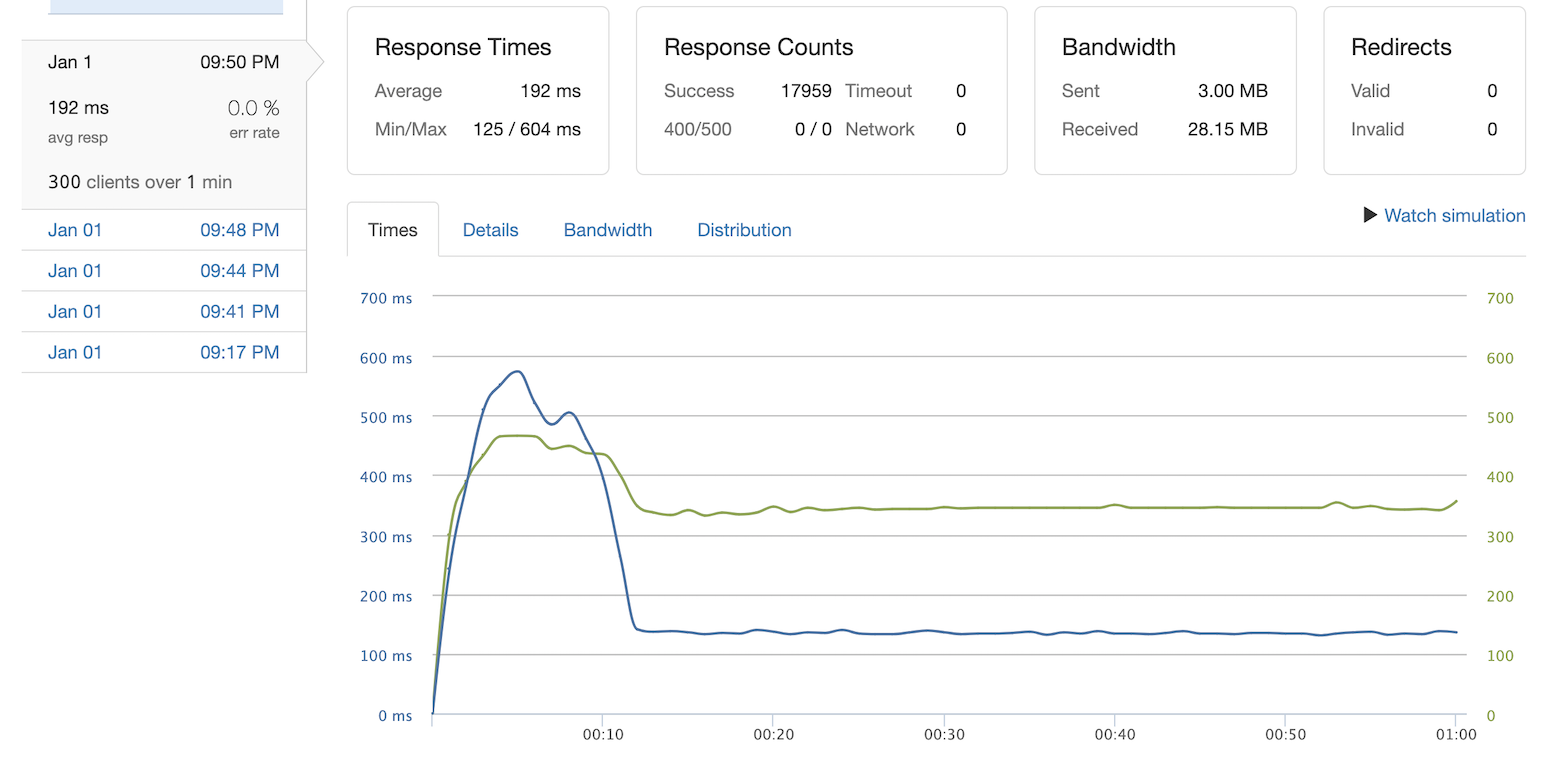 Jan 1 09:50 PM
192 ms 0.0 %
avg resp err rate
300 clients over 1 min
Jan 01 09:48 PM
Jan 01 09:44 PM
Jan 01 09:41 PM
Jan 01 09:17 PM
Response Times
Average 192 ms
Min/Max 125 / 604 ms
Response Counts
Success 17959 Timeout 0
400/500 0 / 0 Network 0
Bandwidth
Sent 3.00 MB
Received 28.15 MB
Redirects
Valid 0
Invalid 0
Times Details Bandwidth Distribution
Watch simulation
700 ms 700
600 ms 600
500 ms 500
400 ms 400
300 ms 300
200 ms 200
100 ms 100
0 ms 0
00:10 00:20 00:30 00:40 00:50 01:00